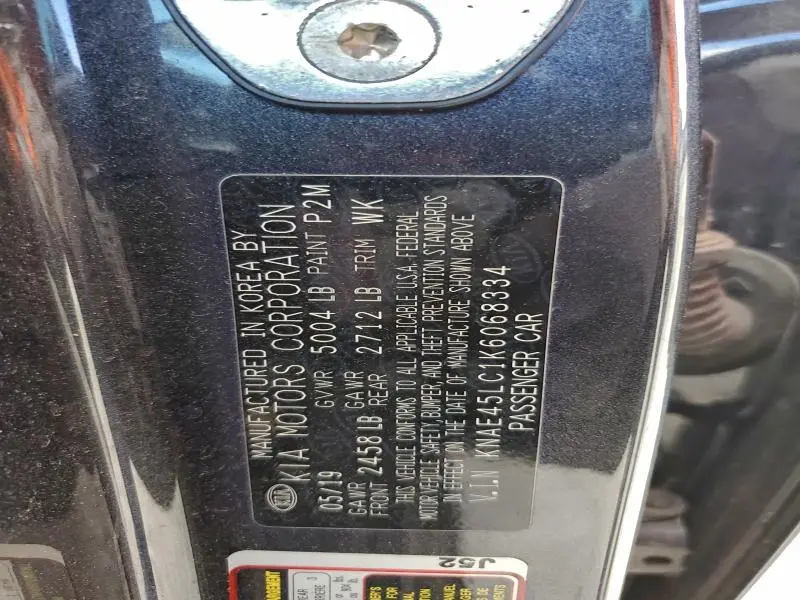 MANUFACTURED IN KOREA BY
KIA KIA MOTORS CORPORATION
05/19 GVWR 5004 LB PAINT P2M
GAWR FRONT 2458 LB GAWR REAR 2712 LB TRIM WK
THIS VEHICLE CONFORMS TO ALL APPLICABLE U.S.A. FEDERAL
MOTOR VEHICLE SAFETY, BUMPER, AND THEFT PREVENTION STANDARDS
IN EFFECT ON THE DATE OF MANUFACTURE SHOWN ABOVE
V.I.N KNAE45LC1K6068334
PASSENGER CAR
J52